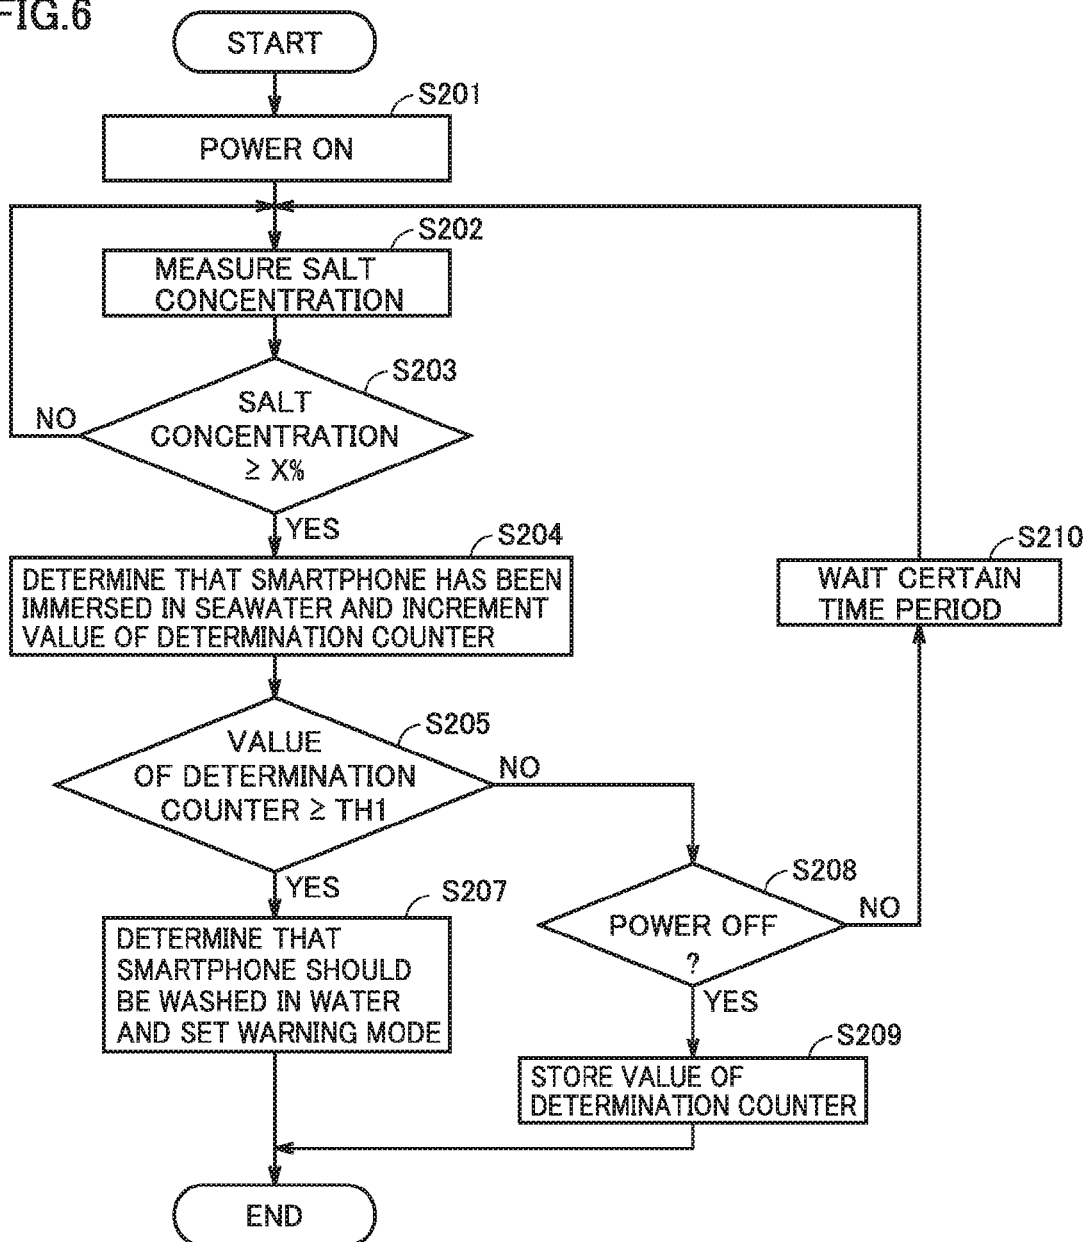 FIG.6
START
S201
POWER ON
S202
MEASURE SALT
CONCENTRATION
S203
SALT
CONCENTRATION
≥ X%
NO
YES
S204
DETERMINE THAT SMARTPHONE HAS BEEN
IMMERSED IN SEAWATER AND INCREMENT
VALUE OF DETERMINATION COUNTER
S210
WAIT CERTAIN
TIME PERIOD
S205
VALUE
OF DETERMINATION
COUNTER ≥ TH1
NO
YES
S207
DETERMINE THAT
SMARTPHONE SHOULD
BE WASHED IN WATER
AND SET WARNING MODE
S208
POWER OFF
?
NO
YES
S209
STORE VALUE OF
DETERMINATION COUNTER
END